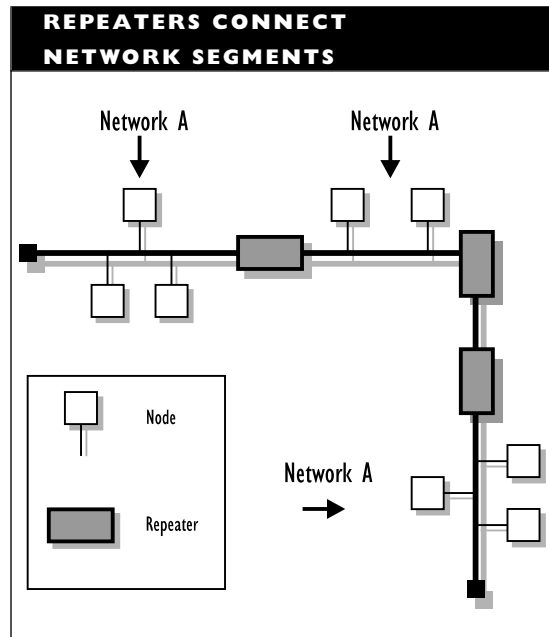 REPEATERS CONNECT
NETWORK SEGMENTS
Network A
Network A
Node
Network A
Repeater